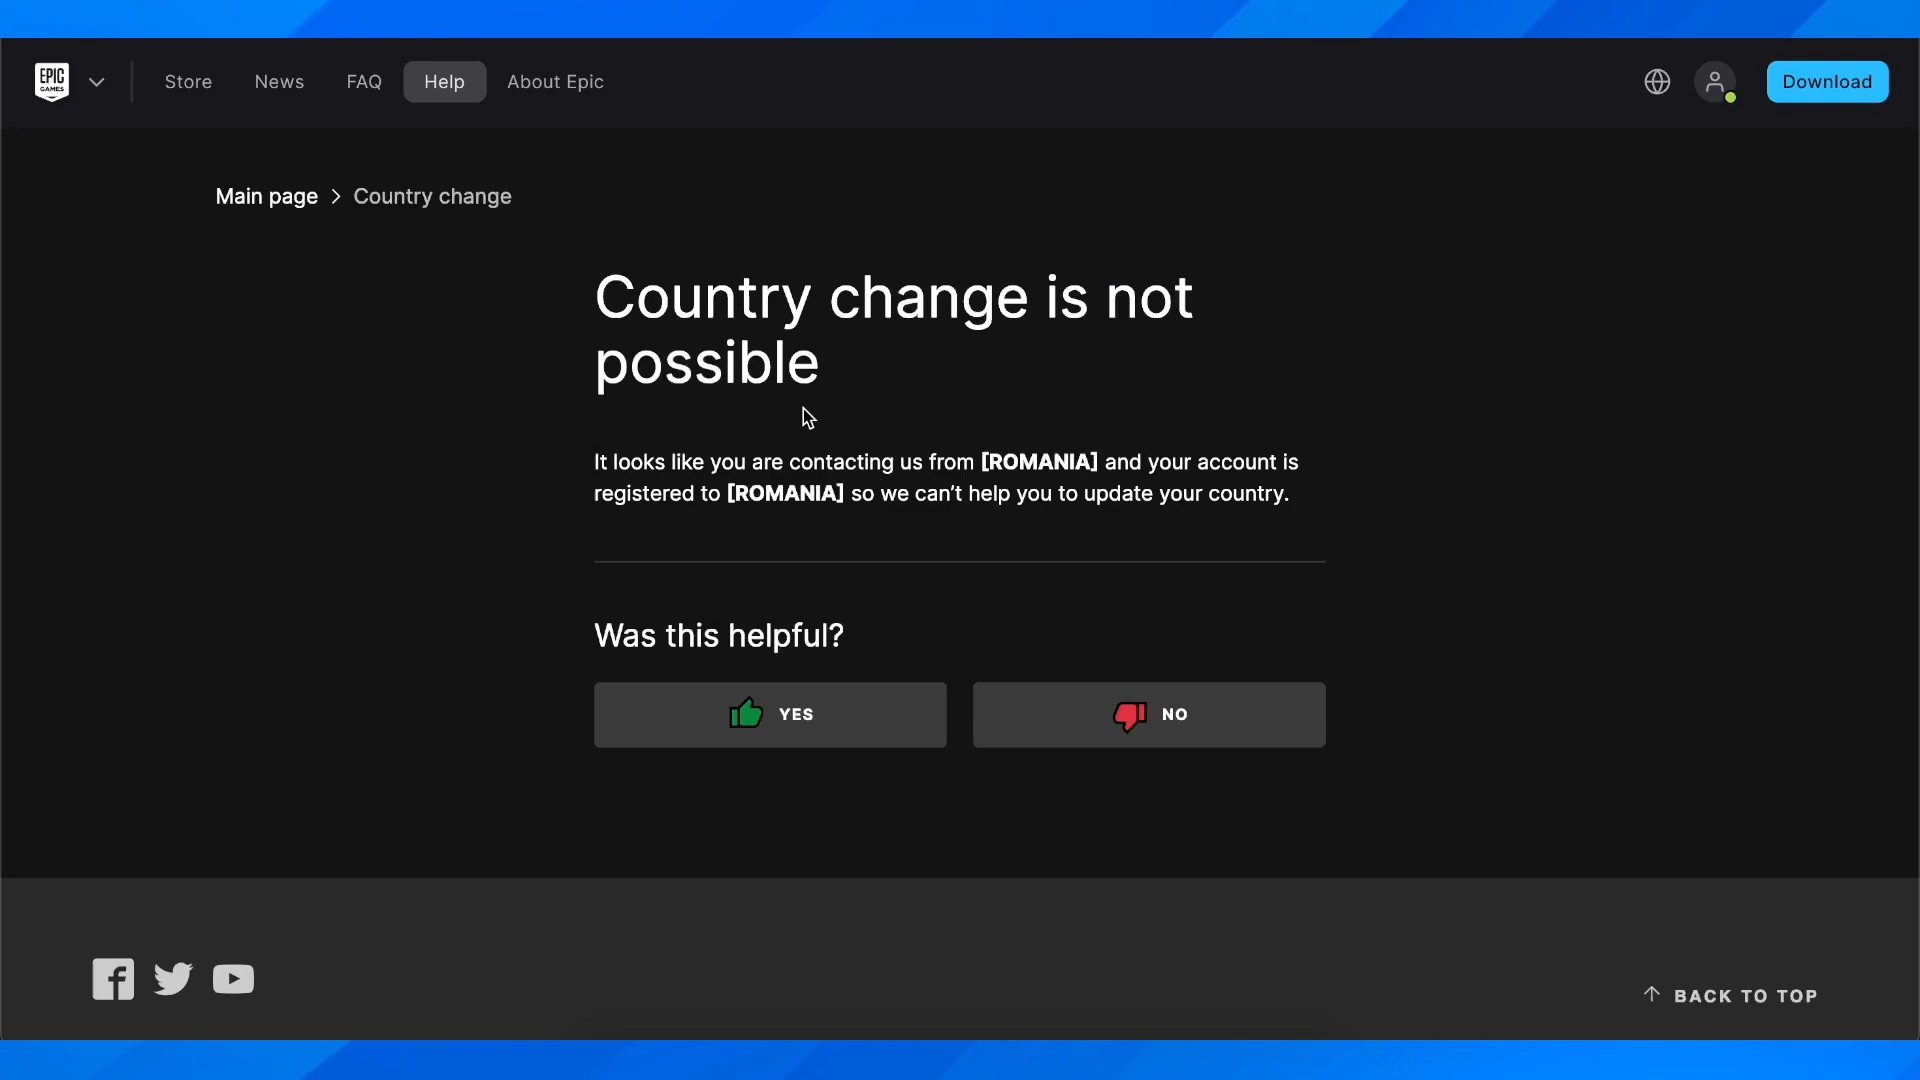 EPIC
GAMES
Store
News
FAQ
Help
About Epic
Download
Main page > Country change
Country change is not
possible
It looks like you are contacting us from [ROMANIA] and your account is
registered to [ROMANIA] so we can’t help you to update your country.
Was this helpful?
YES
NO
BACK TO TOP